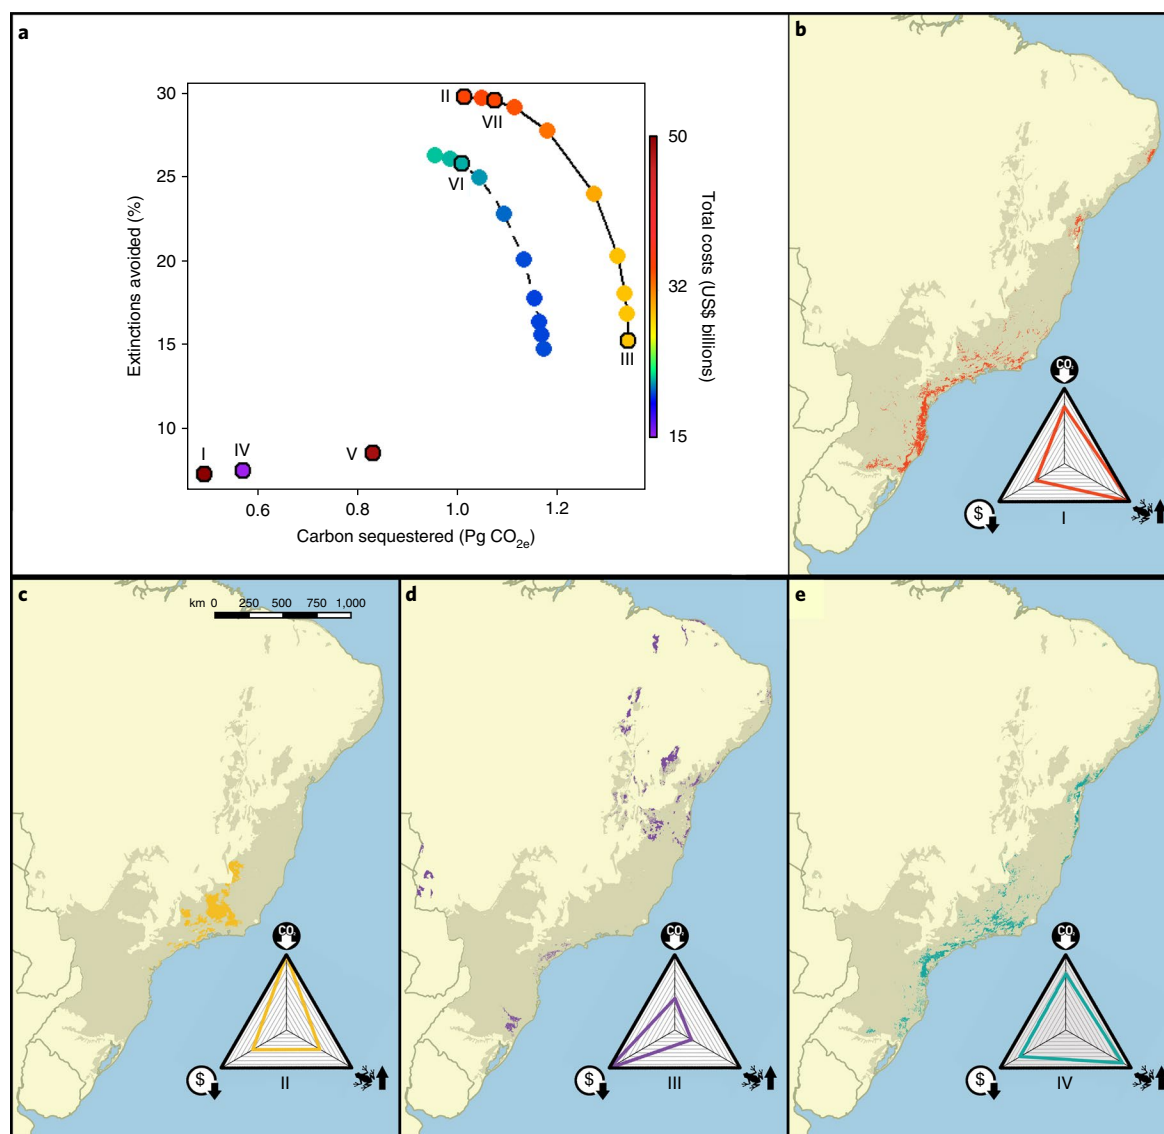 a
Extinctions avoided (%)
30
25
20
15
10
II
VII
VI
III
I
IV
V
0.6
0.8
1.0
1.2
Carbon sequestered (Pg CO2e)
50
32
15
Total costs (US$ billions)
b
CO2
$
I
c
km 0 250 500 750 1,000
CO2
$
II
d
CO2
$
III
e
CO2
$
IV